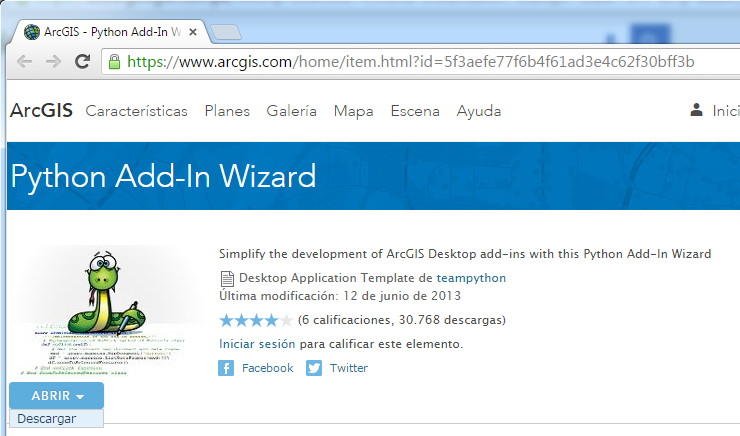 ArcGIS - Python Add-In W
https://www.arcgis.com/home/item.html?id=5f3aefe77f6b4f61ad3e4c62f30bff3b
ArcGIS Características Planes Galería Mapa Escena Ayuda Inici
Python Add-In Wizard
Simplify the development of ArcGIS Desktop add-ins with this Python Add-In Wizard
Desktop Application Template de teampython
Última modificación: 12 de junio de 2013
(6 calificaciones, 30.768 descargas)
Iniciar sesión para calificar este elemento.
Facebook Twitter
ABRIR
Descargar